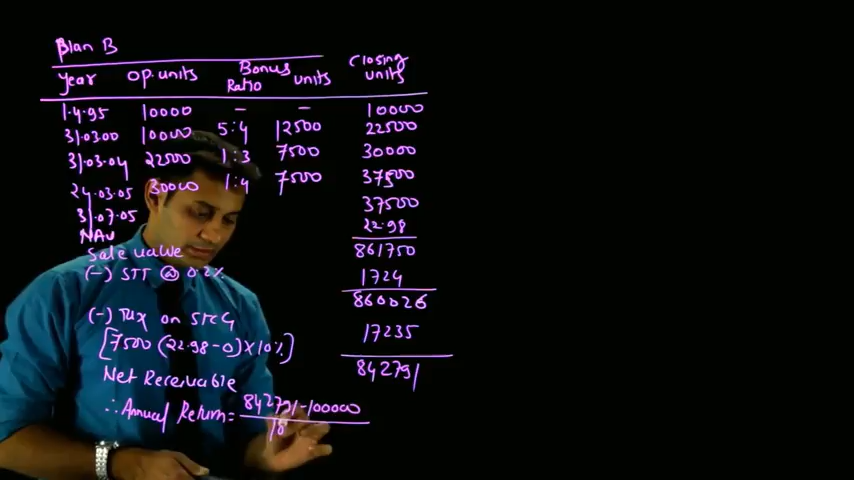 Plan B
Year Op. units Bonus Ratio units Closing units
1.4.95 10000 - - 10000
31.03.00 10000 5:4 12500 22500
31.03.04 22500 1:3 7500 30000
24.03.05 30000 1:4 7500 37500
31.07.05 37500
NAV 22.98
Sale value 861750
(-) STT @ 0.2% 1724
860026
(-) Tax on STCG
[7500 (22.98-0) x 10%] 17235
842791
Net Receivable
∴ Annual Return = 842791-100000
10